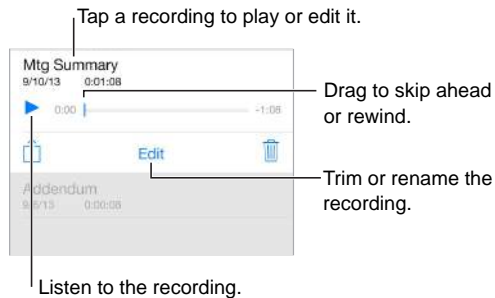 Tap a recording to play or edit it.
Mtg Summary
9/10/13 0:01:08
0:00 -1:08
Drag to skip ahead
or rewind.
Edit
Trim or rename the
recording.
Addendum
9/5/13 0:00:08
Listen to the recording.